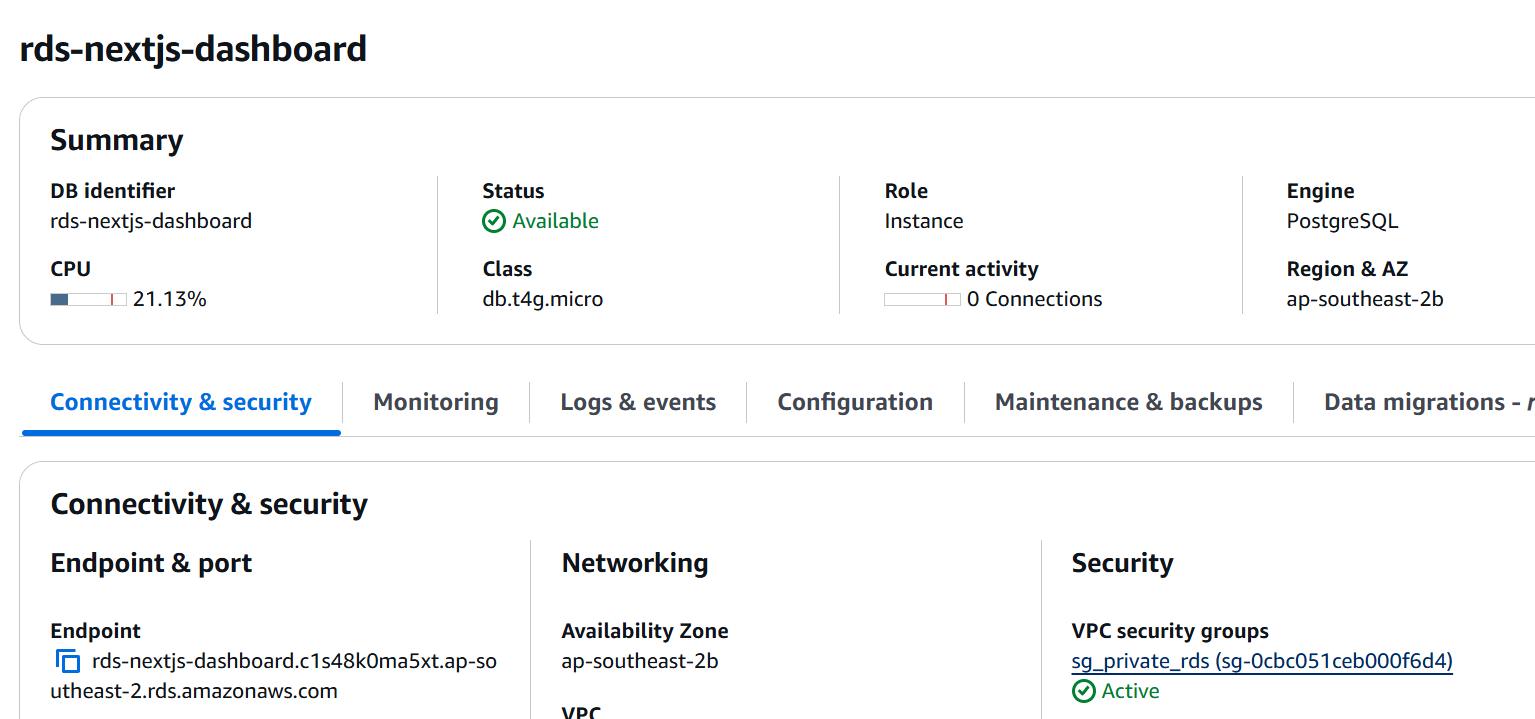 rds-nextjs-dashboard
Summary
DB identifier
rds-nextjs-dashboard
Status
Available
Role
Instance
Engine
PostgreSQL
CPU
21.13%
Class
db.t4g.micro
Current activity
0 Connections
Region & AZ
ap-southeast-2b
Connectivity & security
Monitoring
Logs & events
Configuration
Maintenance & backups
Data migrations - 
Connectivity & security
Endpoint & port
Endpoint
rds-nextjs-dashboard.c1s48k0ma5xt.ap-so
utheast-2.rds.amazonaws.com
Networking
Availability Zone
ap-southeast-2b
VPC
Security
VPC security groups
sg_private_rds (sg-0cbc051ceb000f6d4)
Active